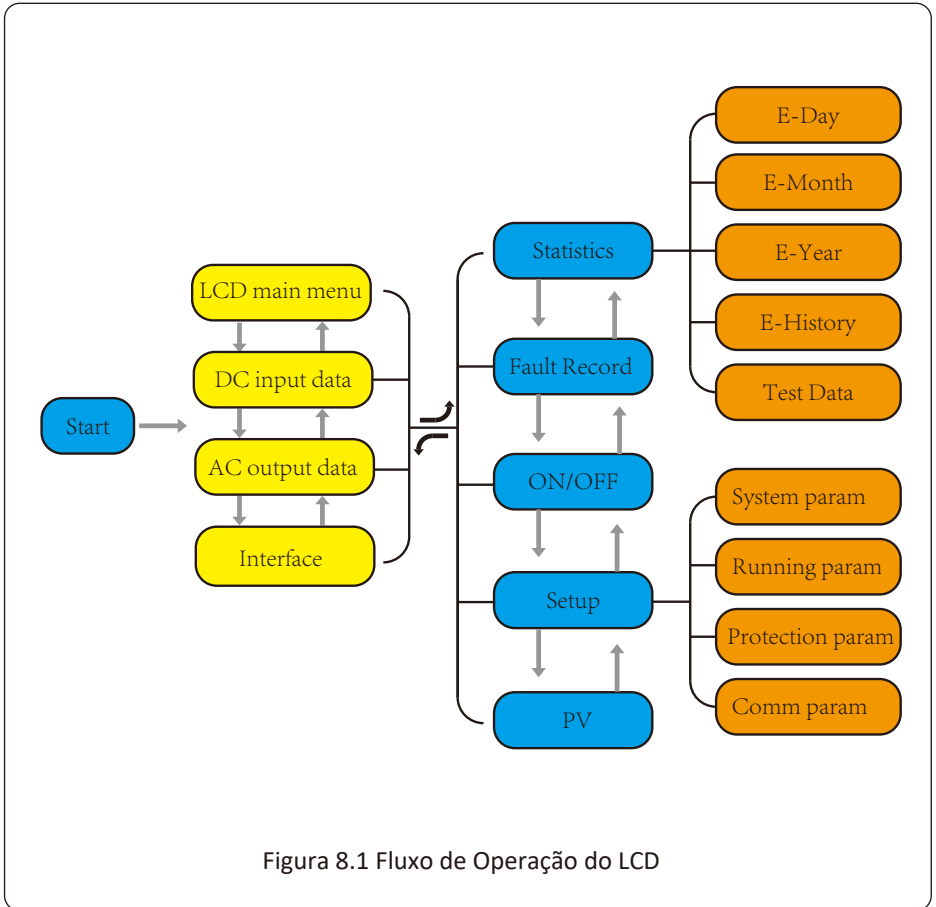 Start
LCD main menu
DC input data
AC output data
Interface
Statistics
Fault Record
ON/OFF
Setup
PV
E-Day
E-Month
E-Year
E-History
Test Data
System param
Running param
Protection param
Comm param
Figura 8.1 Fluxo de Operação do LCD